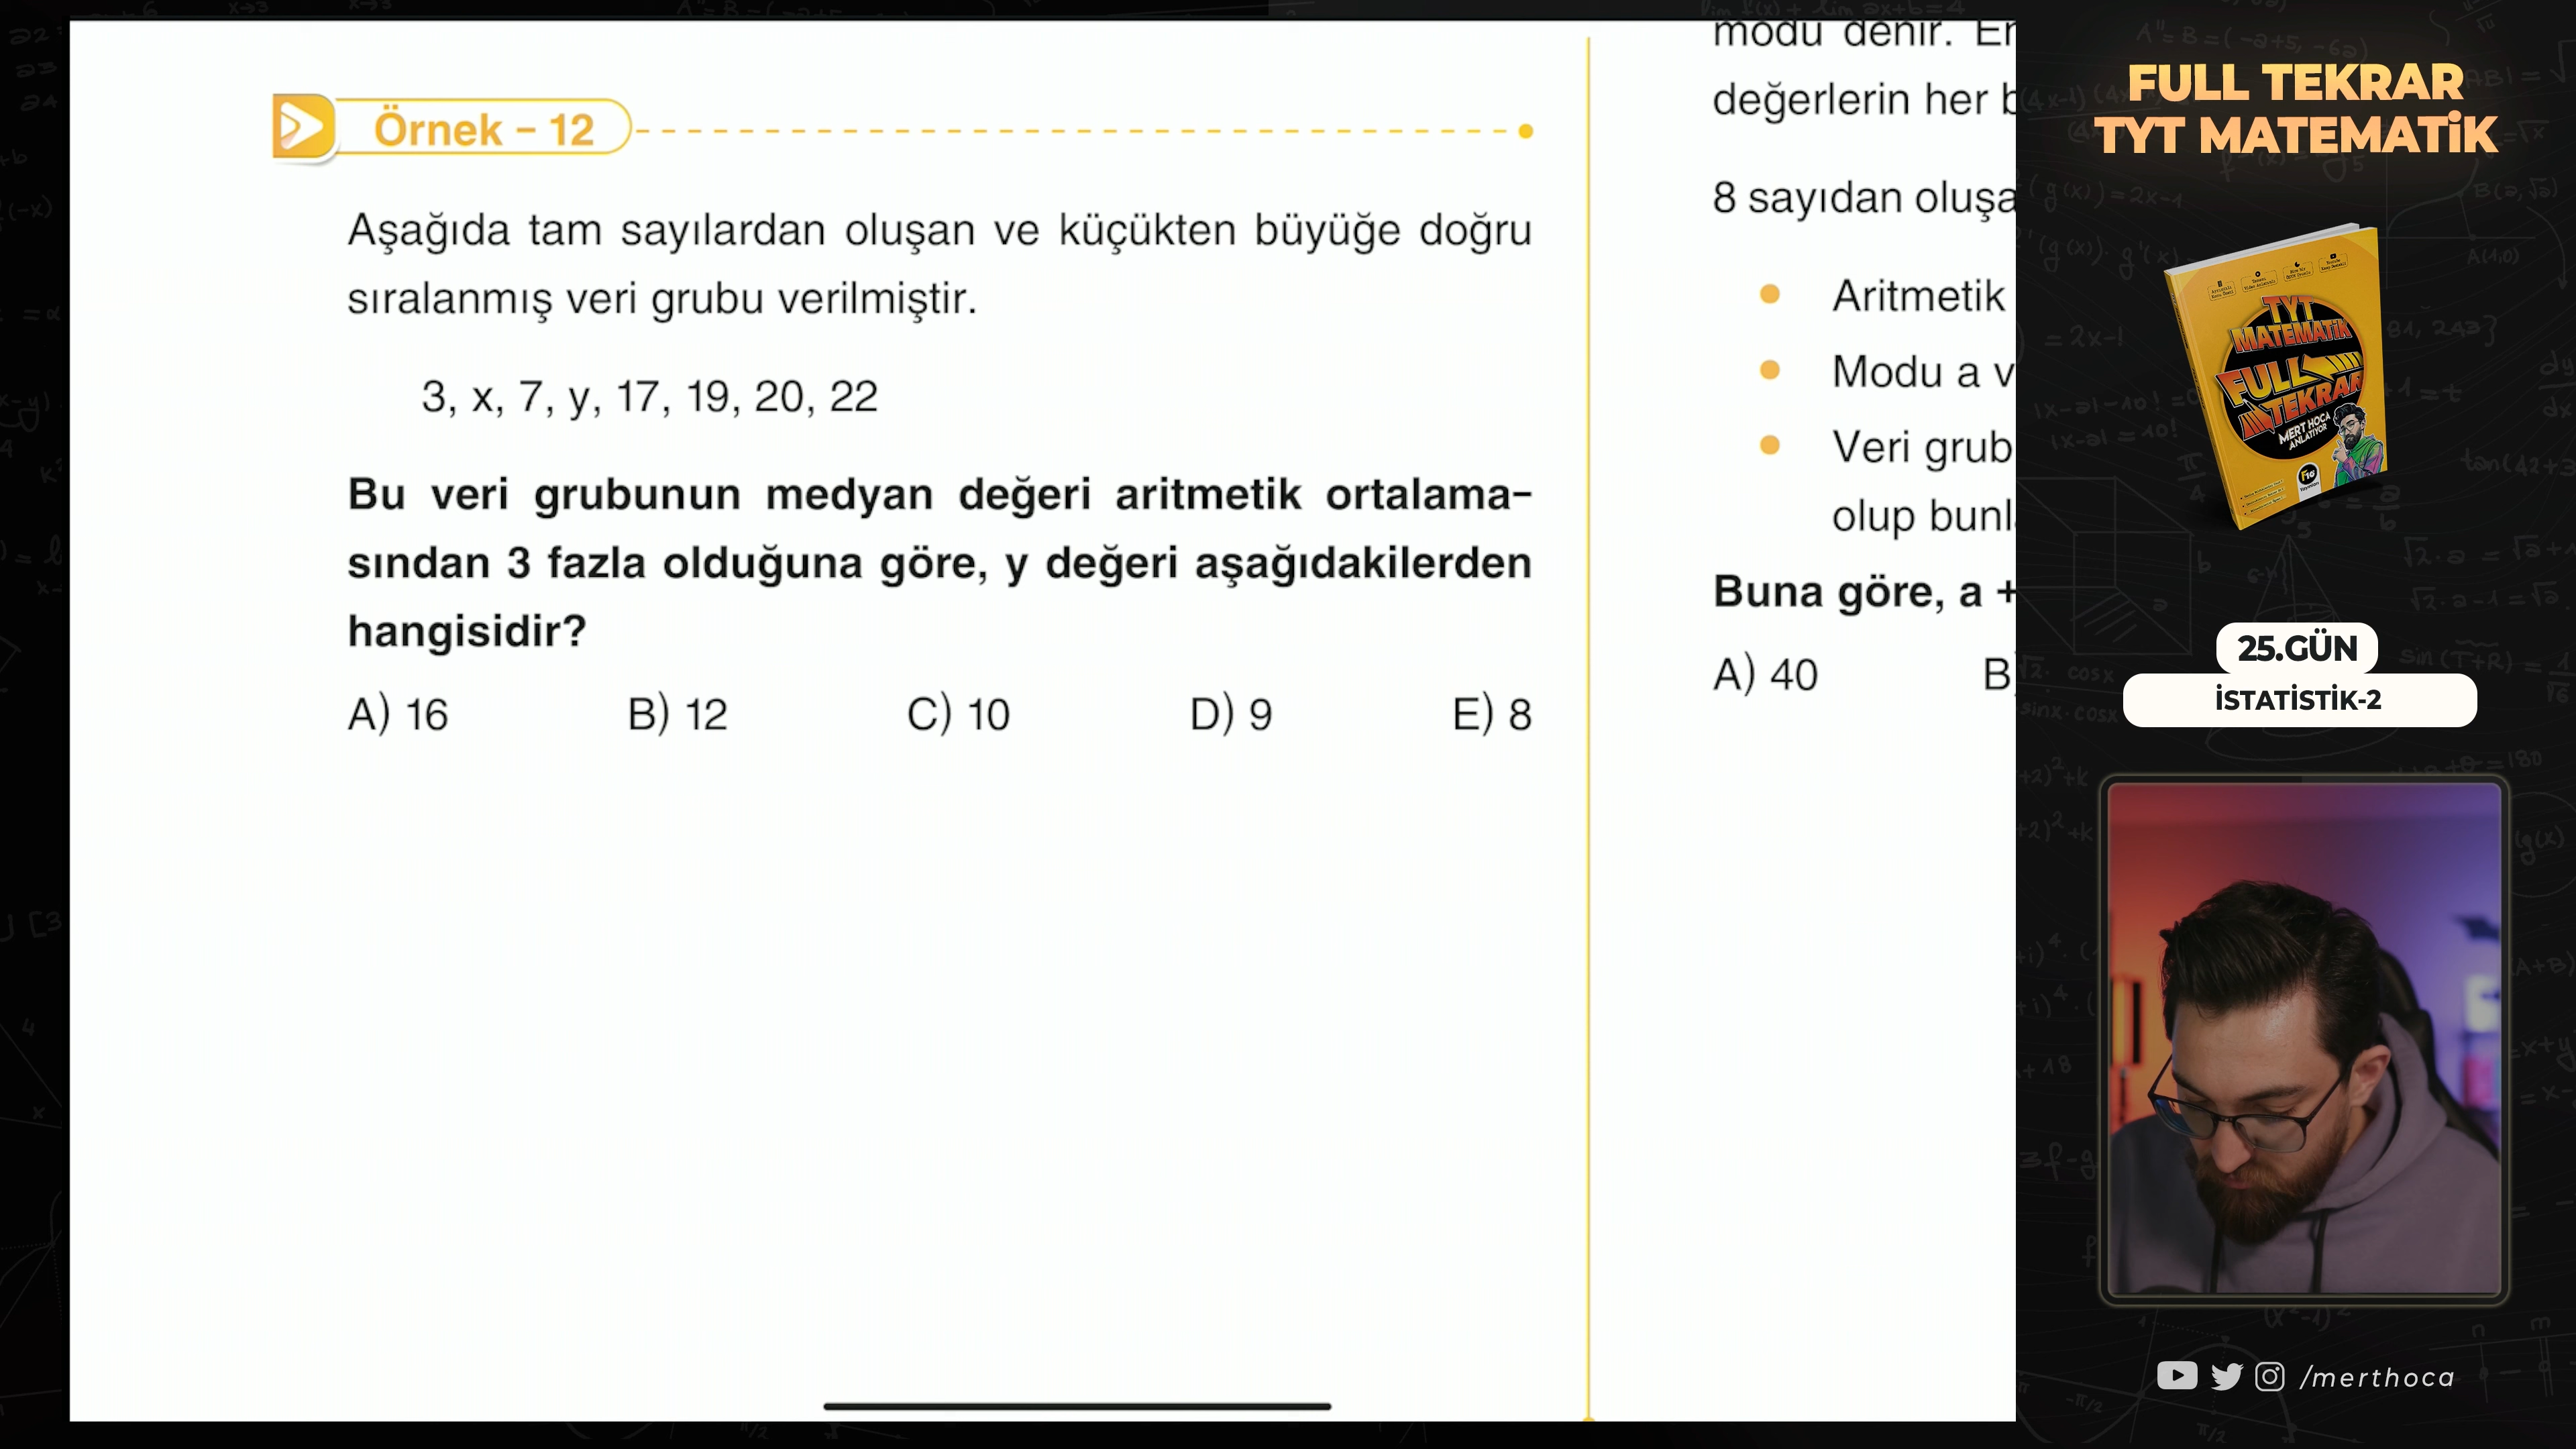 Örnek – 12
Aşağıda tam sayılardan oluşan ve küçükten büyüğe doğru
sıralanmış veri grubu verilmiştir.
3, x, 7, y, 17, 19, 20, 22
Bu veri grubunun medyan değeri aritmetik ortalama–
sından 3 fazla olduğuna göre, y değeri aşağıdakilerden
hangisidir?
A) 16 B) 12 C) 10 D) 9 E) 8
modu denir. En
değerlerin her b
8 sayıdan oluşa
Aritmetik
Modu a v
Veri grub
olup bunl
Buna göre, a +
A) 40 B)
FULL TEKRAR
TYT MATEMATİK
TYT
MATEMATİK
FULL
TEKRAR
MERT HOCA
ANLATIYOR
25.GÜN
İSTATİSTİK-2
/merthoca